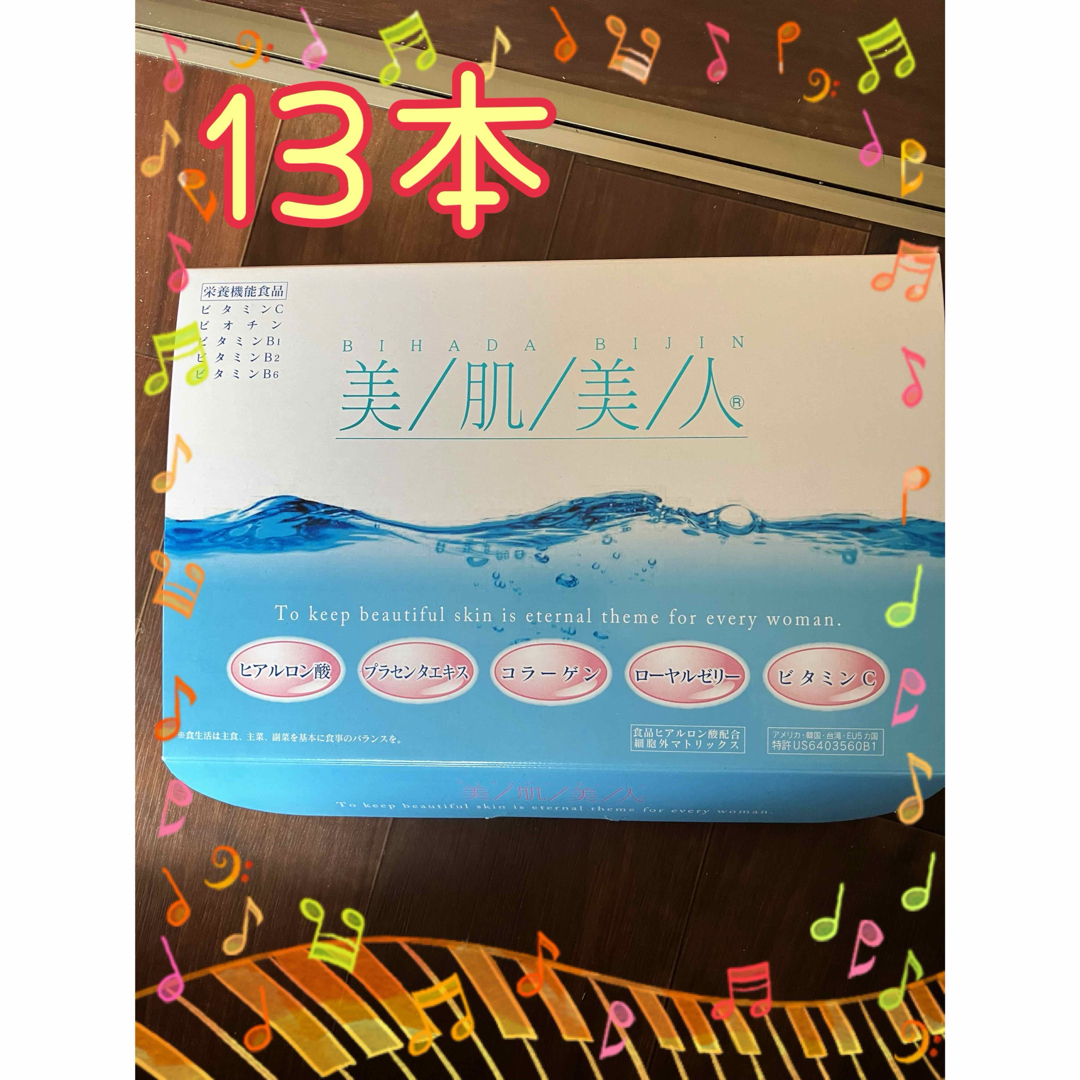 13本
栄養機能食品
ビタミンC
ビオチン
ビタミンB1
ビタミンB2
ビタミンB6
BIHADA BIJIN
美/肌/美/人®
To keep beautiful skin is eternal theme for every woman.
ヒアルロン酸 プラセンタエキス コラーゲン ローヤルゼリー ビタミンC
※食生活は主食、主菜、副菜を基本に食事のバランスを。
食品ヒアルロン酸配合
細胞外マトリックス
アメリカ・韓国・台湾・EU5カ国
特許US6403560B1
美/肌/美/人
To keep beautiful skin is eternal theme for every woman.